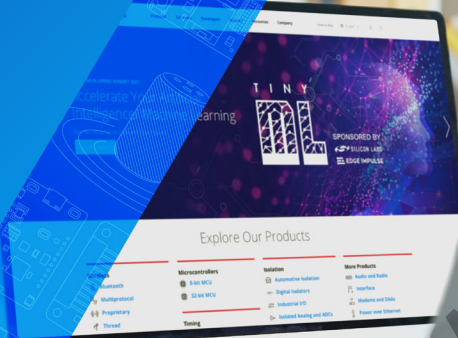 Products
Company
Accelerate Your Artificial
Intelligence/Machine Learning
TINY
ML
SPONSORED BY
SILICON LABS
EDGE IMPULSE
Explore Our Products
Bluetooth
Multiprotocol
Proprietary
Thread
Microcontrollers
8-bit MCU
32-bit MCU
Timing
Isolation
Automotive Isolation
Digital Isolators
Industrial I/O
Isolated Analog and ADCs
More Products
Audio and Radio
Interface
Modems and DAAs
Power over Ethernet